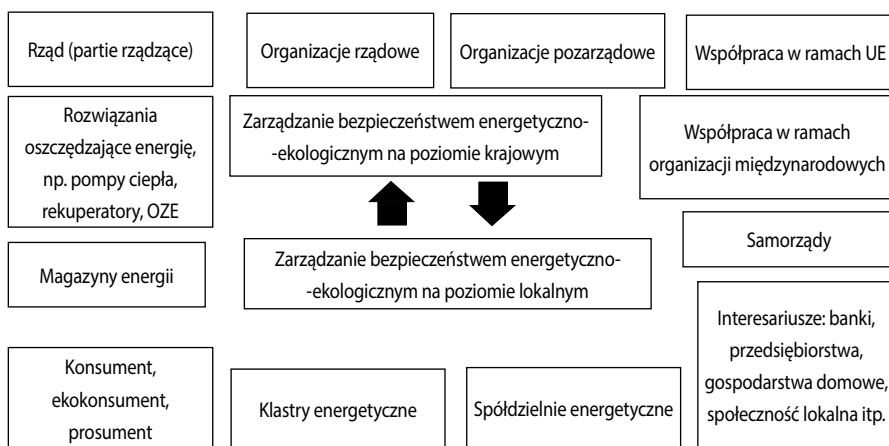 Rząd (partie rządzące)
Organizacje rządowe
Organizacje pozarządowe
Współpraca w ramach UE
Rozwiązania
oszczędzające energię,
np. pompy ciepła,
rekuperatory, OZE
Zarządzanie bezpieczeństwem energetyczno-
-ekologicznym na poziomie krajowym
Współpraca w ramach
organizacji międzynarodowych
Samorządy
Magazyny energii
Zarządzanie bezpieczeństwem energetyczno-
-ekologicznym na poziomie lokalnym
Interesariusze: banki,
przedsiębiorstwa,
gospodarstwa domowe,
społeczność lokalna itp.
Konsument,
ekokonsument,
prosument
Klastry energetyczne
Spółdzielnie energetyczne